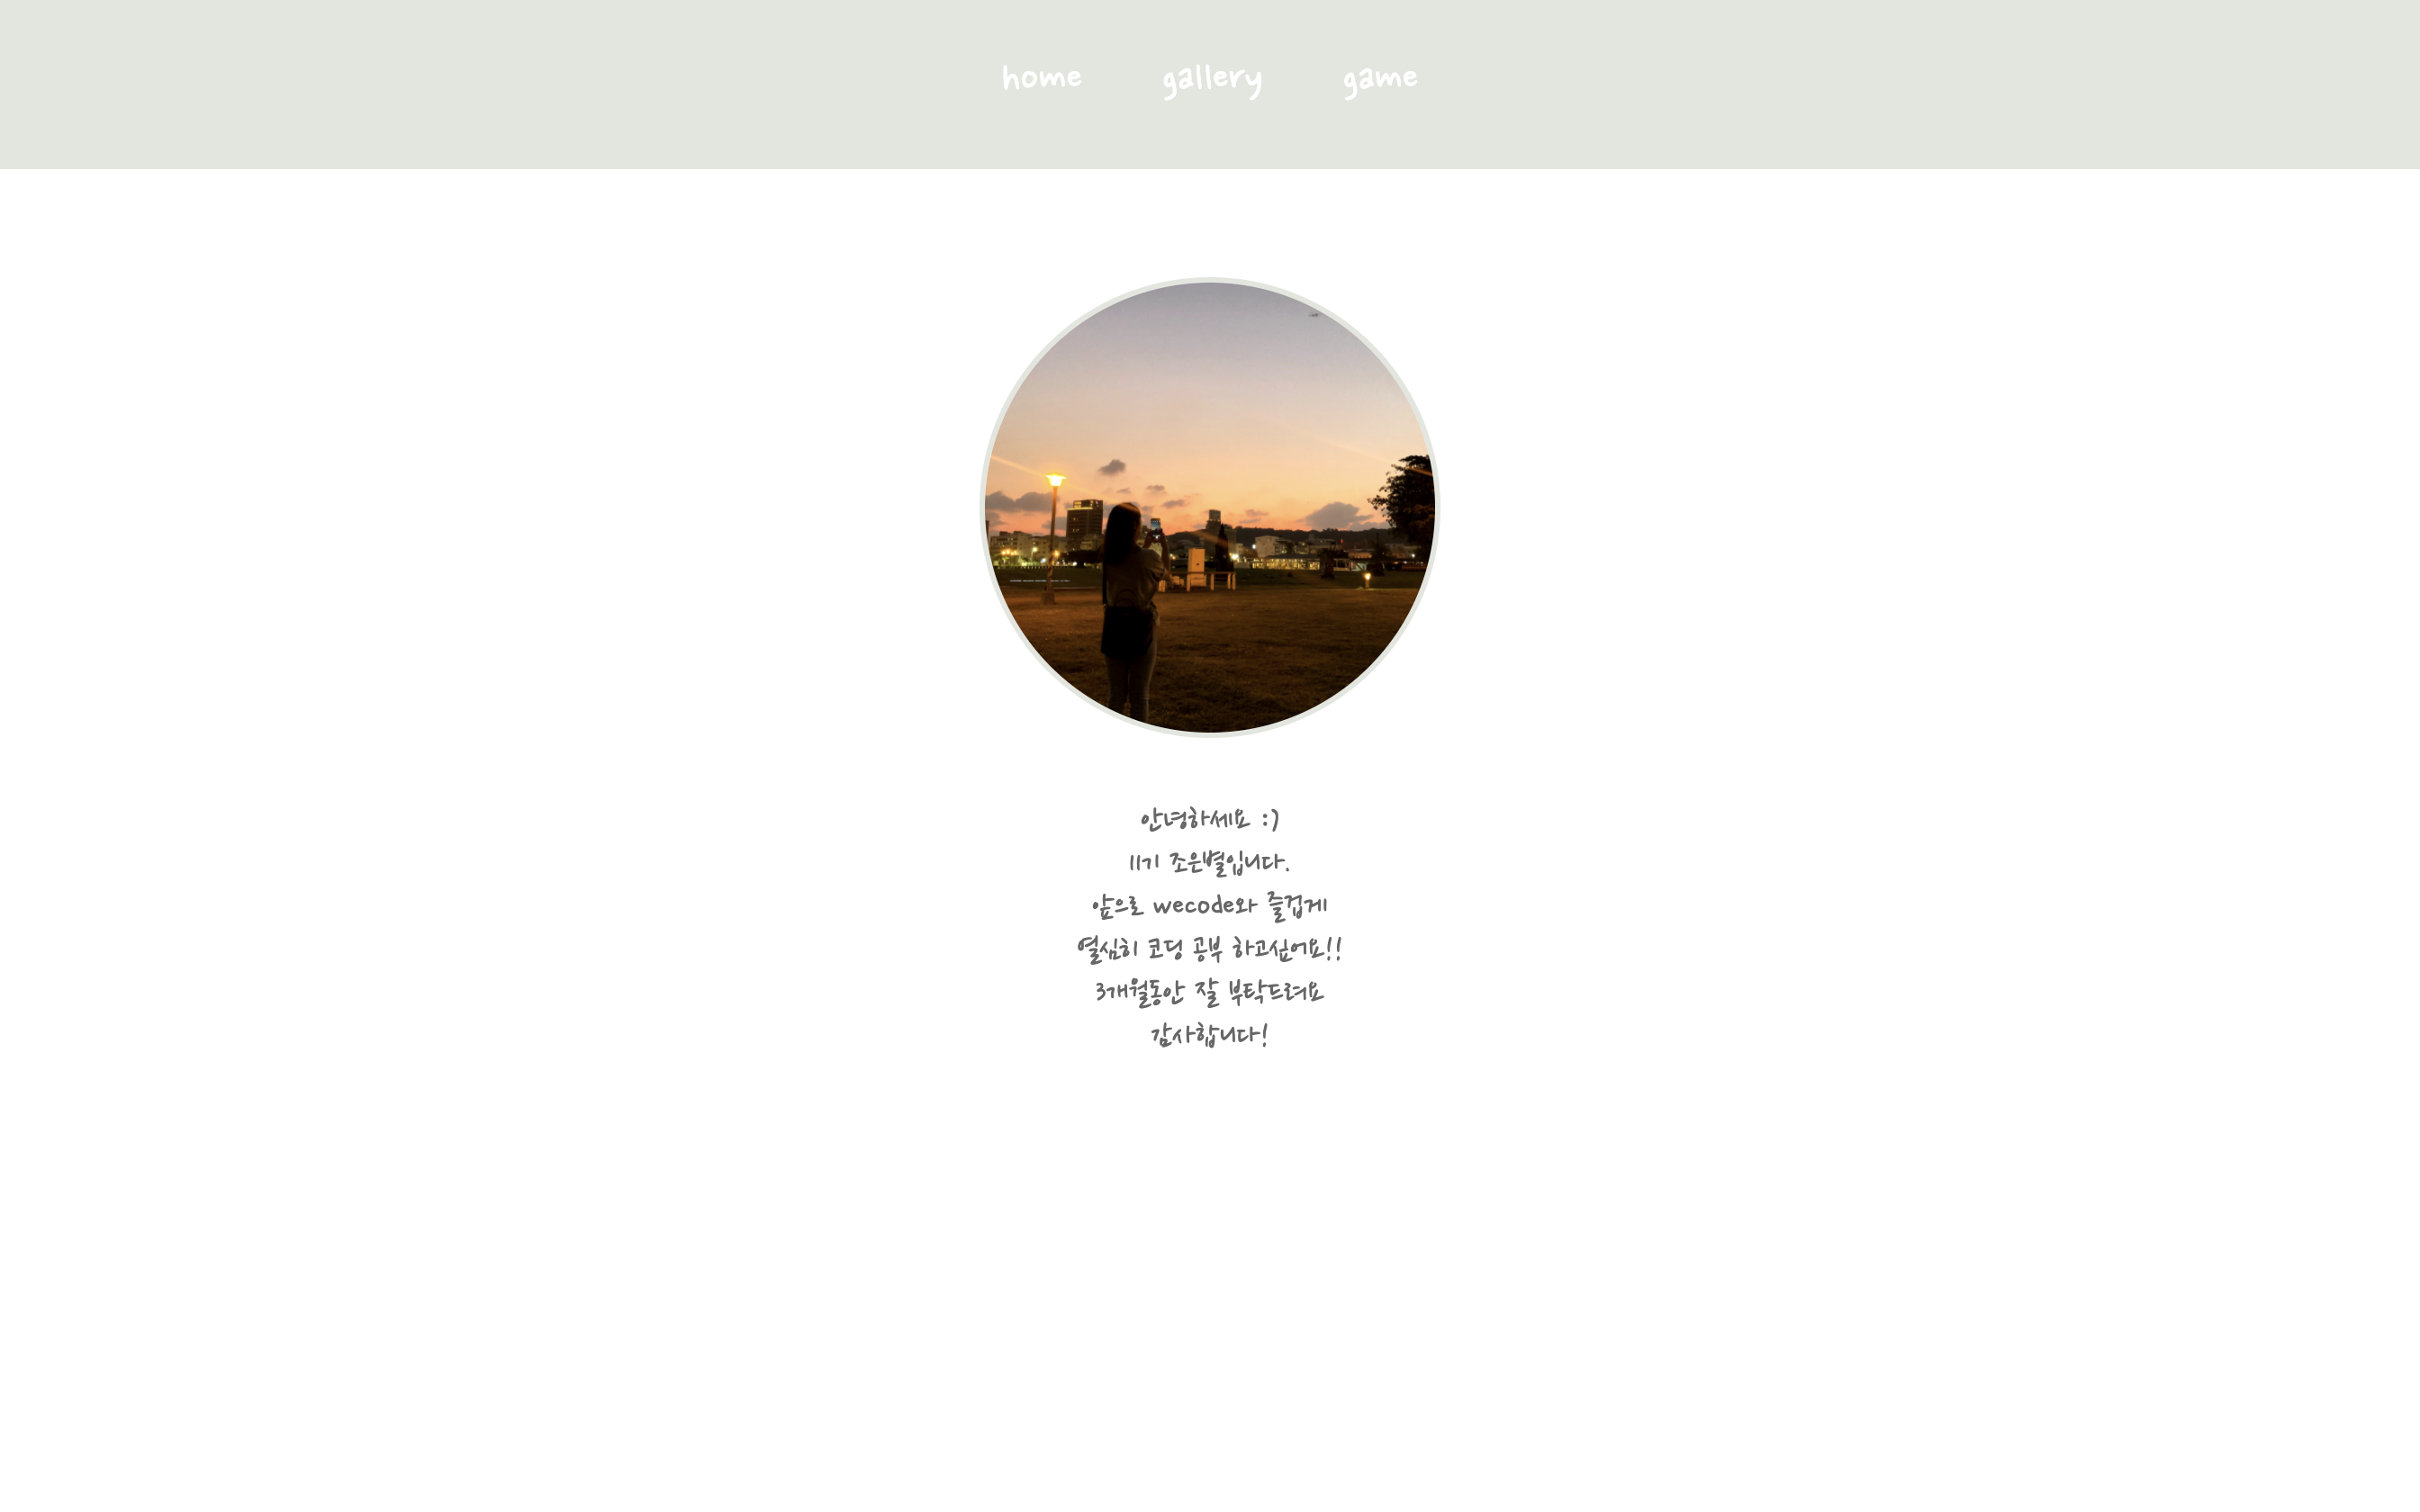 home gallery game
안녕하세요 :)
11기 조은별입니다.
앞으로 wecode와 즐겁게
열심히 코딩 공부 하고싶어요!!
3개월동안 잘 부탁드려요
감사합니다!